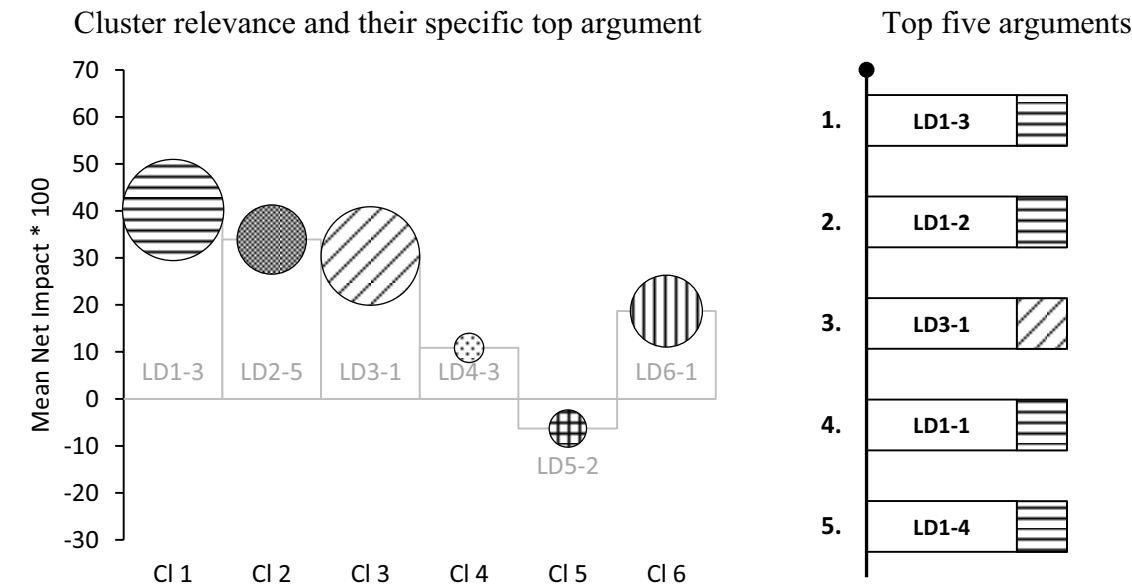 Cluster relevance and their specific top argument
Top five arguments
Mean Net Impact * 100
70
60
50
40
30
20
10
0
-10
-20
-30
LD1-3
LD2-5
LD3-1
LD4-3
LD5-2
LD6-1
Cl 1
Cl 2
Cl 3
Cl 4
Cl 5
Cl 6
1. LD1-3
2. LD1-2
3. LD3-1
4. LD1-1
5. LD1-4